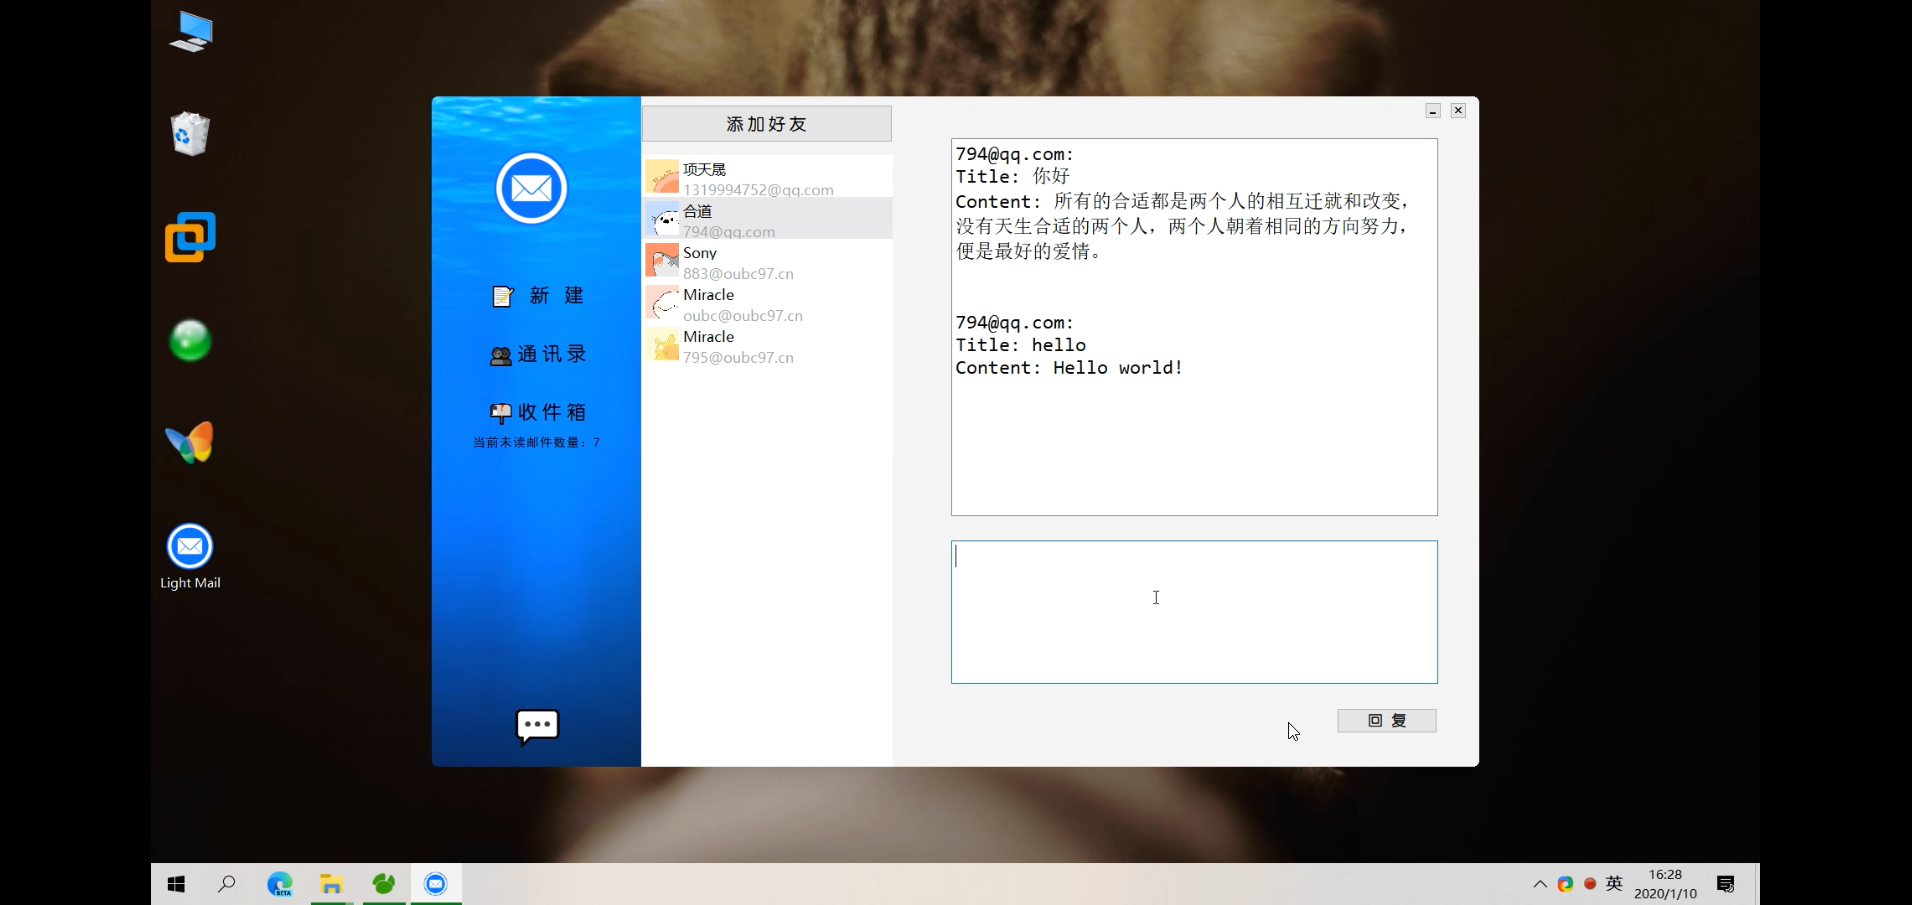 Light Mail
新 建
通讯录
收件箱
当前未读邮件数量：7
添加好友
项天晟
1319994752@qq.com
合道
794@qq.com
Sony
883@oubc97.cn
Miracle
oubc@oubc97.cn
Miracle
795@oubc97.cn
794@qq.com:
Title: 你好
Content: 所有的合适都是两个人的相互迁就和改变，
没有天生合适的两个人，两个人朝着相同的方向努力，
便是最好的爱情。
794@qq.com:
Title: hello
Content: Hello world!
回 复
BETA
英
16:28
2020/1/10